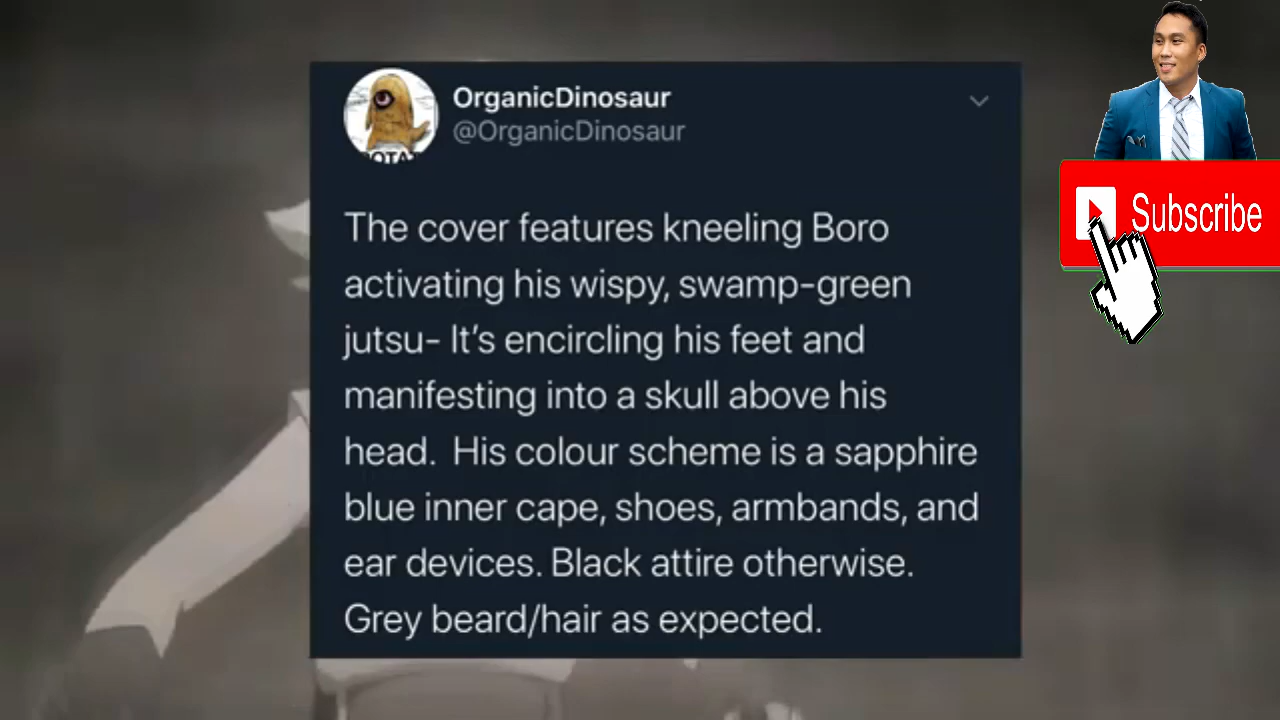 OrganicDinosaur
@OrganicDinosaur
The cover features kneeling Boro
activating his wispy, swamp-green
jutsu- It’s encircling his feet and
manifesting into a skull above his
head.  His colour scheme is a sapphire
blue inner cape, shoes, armbands, and
ear devices. Black attire otherwise.
Grey beard/hair as expected.
Subscribe